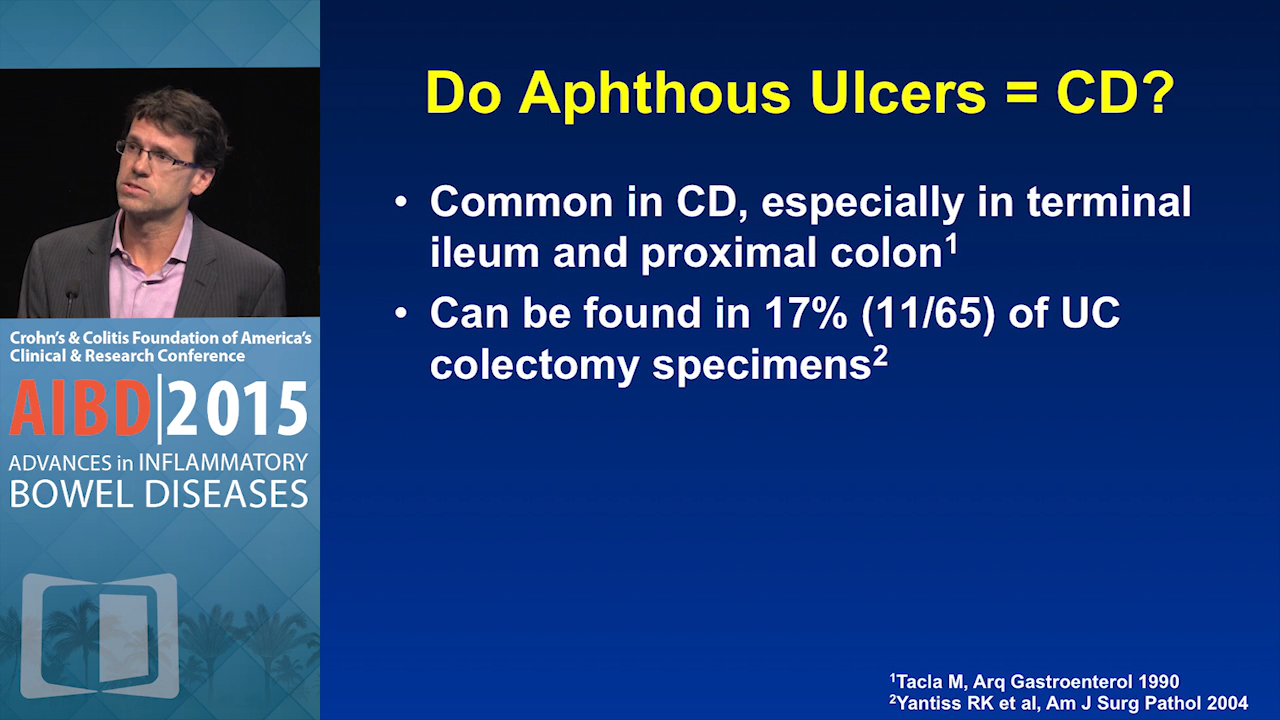 Do Aphthous Ulcers = CD?
• Common in CD, especially in terminal
ileum and proximal colon¹
• Can be found in 17% (11/65) of UC
colectomy specimens²
¹Tacla M, Arq Gastroenterol 1990
²Yantiss RK et al, Am J Surg Pathol 2004
Crohn's & Colitis Foundation of America's
Clinical & Research Conference
AIBD|2015
ADVANCES in INFLAMMATORY
BOWEL DISEASES